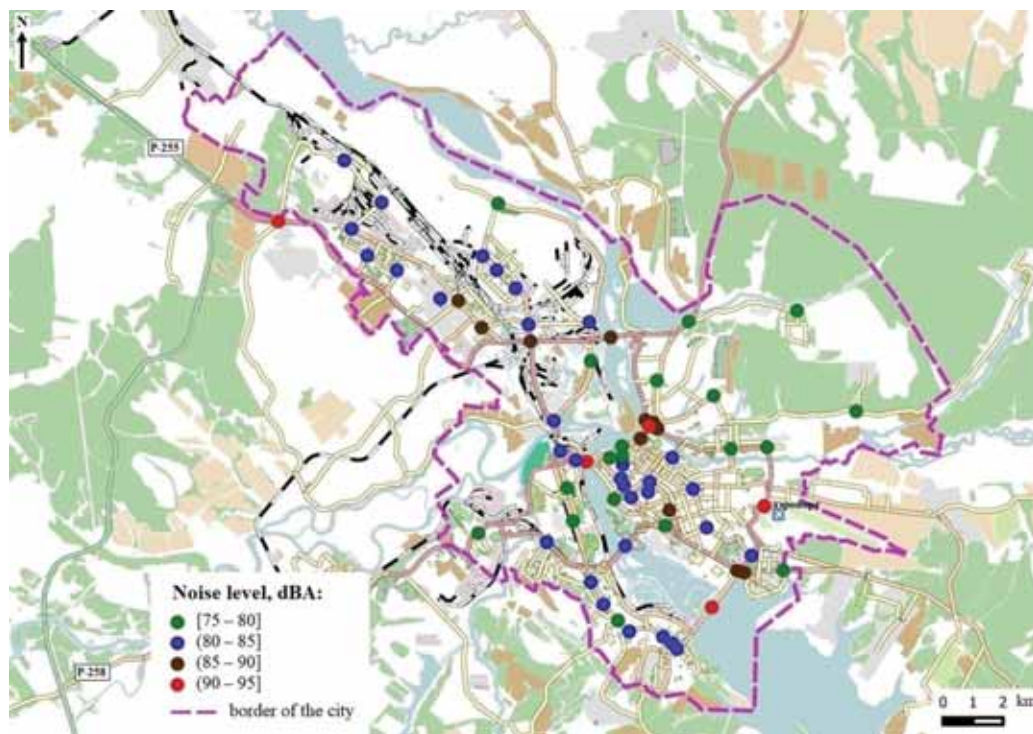 N
P-255
Noise level, dBA:
[75 – 80]
(80 – 85]
(85 – 90]
(90 – 95]
border of the city
P-258
0 1 2 km